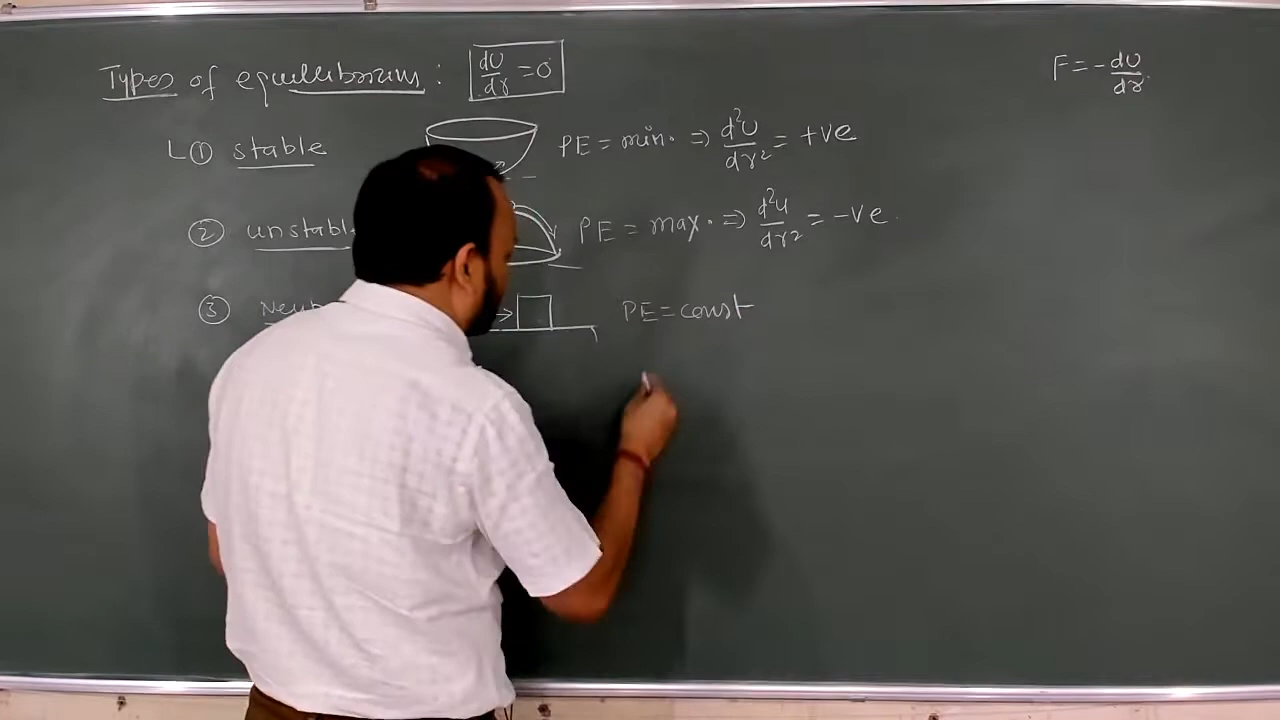 Types of equillibrium : dU/dr = 0
F = - dU/dr
L ① stable PE = min. ⇒ d²U/dr² = +ve
② unstabl PE = max. ⇒ d²U/dr² = -ve
③ PE = const